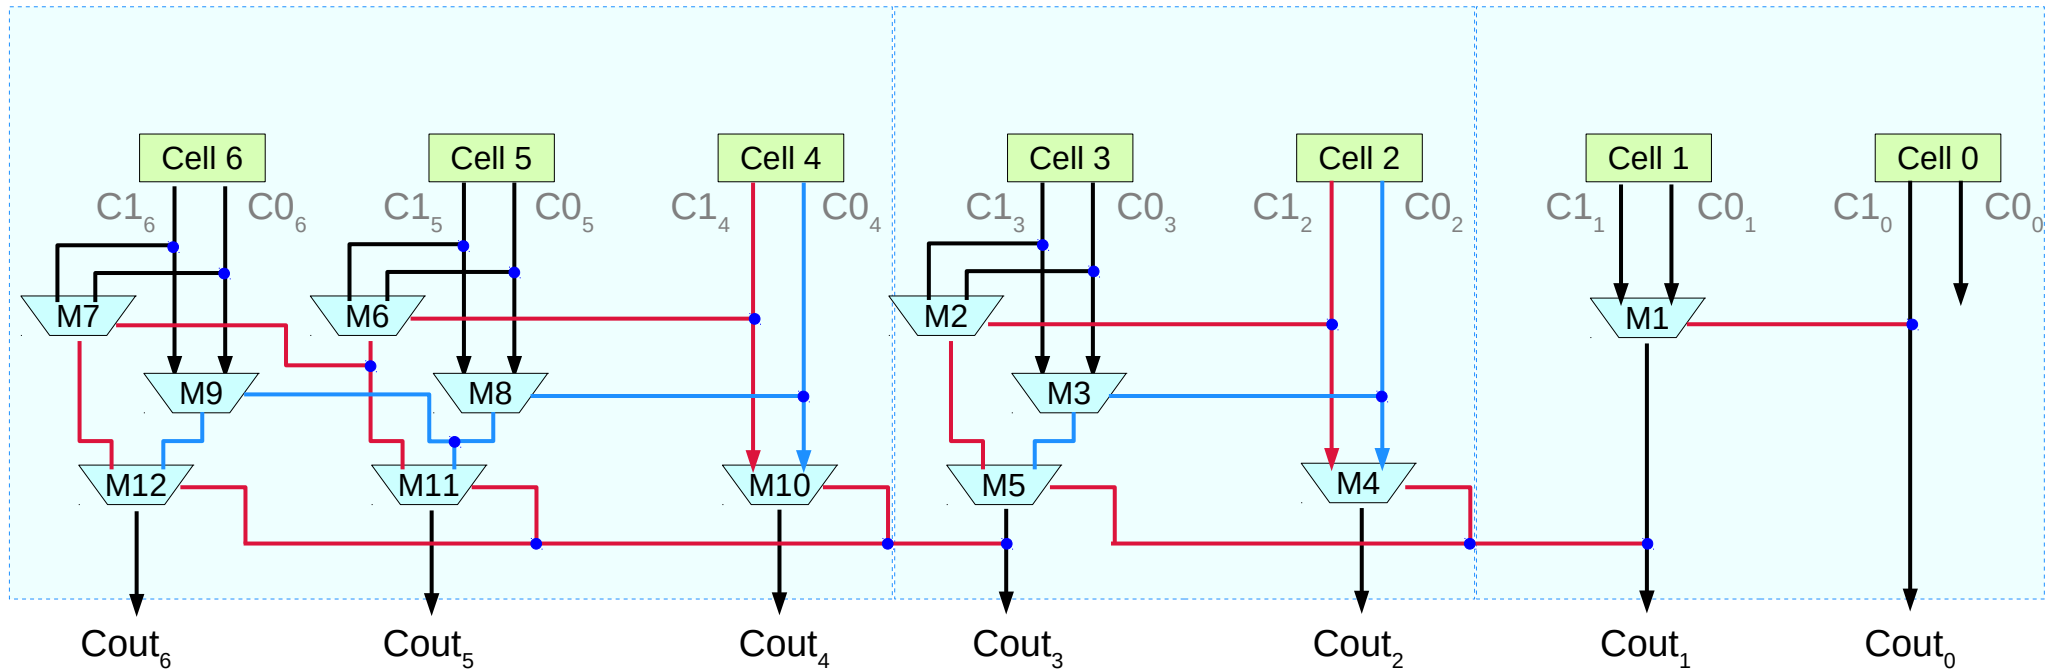 Cell 6 Cell 5 Cell 4 Cell 3 Cell 2 Cell 1 Cell 0
C1₆ C0₆ C1₅ C0₅ C1₄ C0₄ C1₃ C0₃ C1₂ C0₂ C1₁ C0₁ C1₀ C0₀
M7 M6 M2 M1
M9 M8 M3
M12 M11 M10 M5 M4
Cout₆ Cout₅ Cout₄ Cout₃ Cout₂ Cout₁ Cout₀